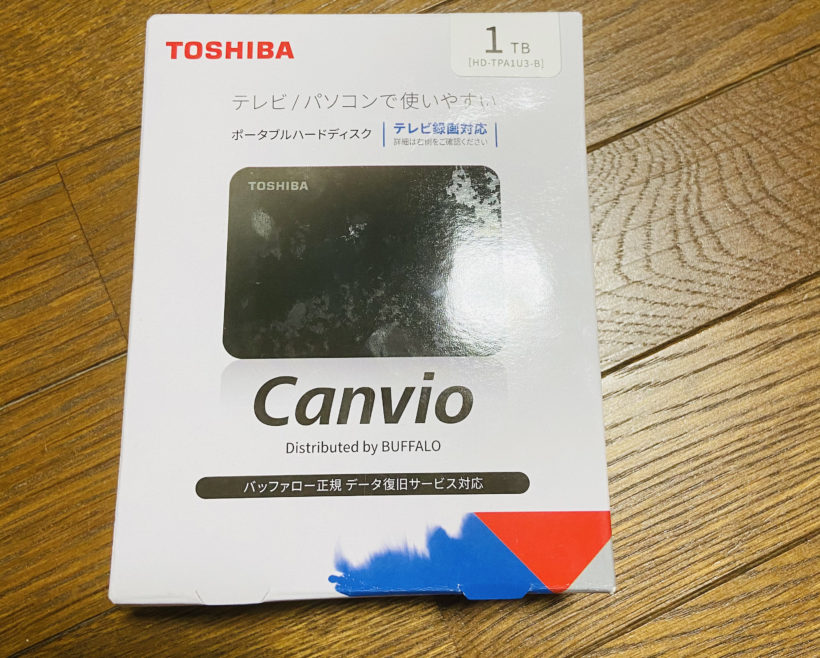 TOSHIBA
1 TB
[HD-TPA1U3-B]
テレビ/パソコンで使いやすい
ポータブルハードディスク
テレビ録画対応
詳細は右側をご確認ください
TOSHIBA
Canvio
Distributed by BUFFALO
バッファロー正規 データ復旧サービス対応